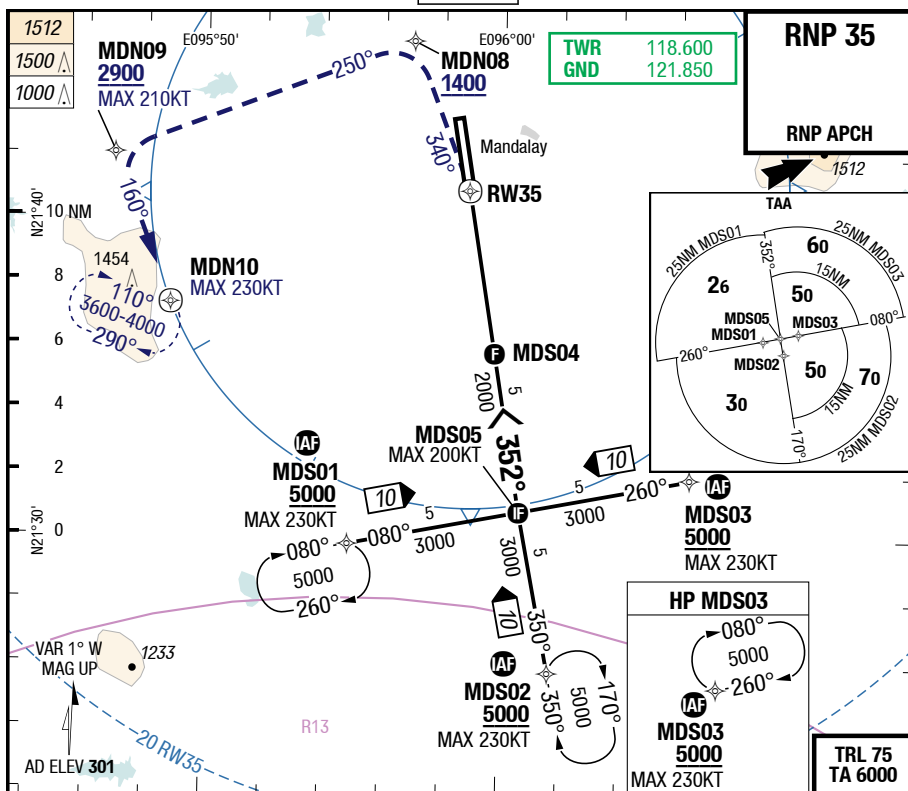 1512
1500
1000
E095°50'
E096°00'
MDN09
2900
MAX 210KT
250°
MDN08
1400
TWR 118.600
GND 121.850
RNP 35
RNP APCH
1512
340°
Mandalay
RW35
160°
N21°40'
10 NM
8
6
4
2
0
N21°30'
1454
110°
3600-4000
290°
MDN10
MAX 230KT
TAA
25NM MDS01
25NM MDS03
25NM MDS02
352°
60
26
50
15NM
MDS05
MDS01
MDS03
MDS02
080°
260°
50
70
30
15NM
170°
F
MDS04
2000
5
MDS05
MAX 200KT
352°
IAF
MDS01
5000
MAX 230KT
10
5
3000
080°
080°
5000
260°
IF
10
5
3000
260°
IAF
MDS03
5000
MAX 230KT
3000
5
10
350°
IAF
MDS02
5000
MAX 230KT
350°
5000
170°
HP MDS03
080°
5000
260°
IAF
MDS03
5000
MAX 230KT
VAR 1° W
MAG UP
1233
AD ELEV 301
20 RW35
R13
TRL 75
TA 6000